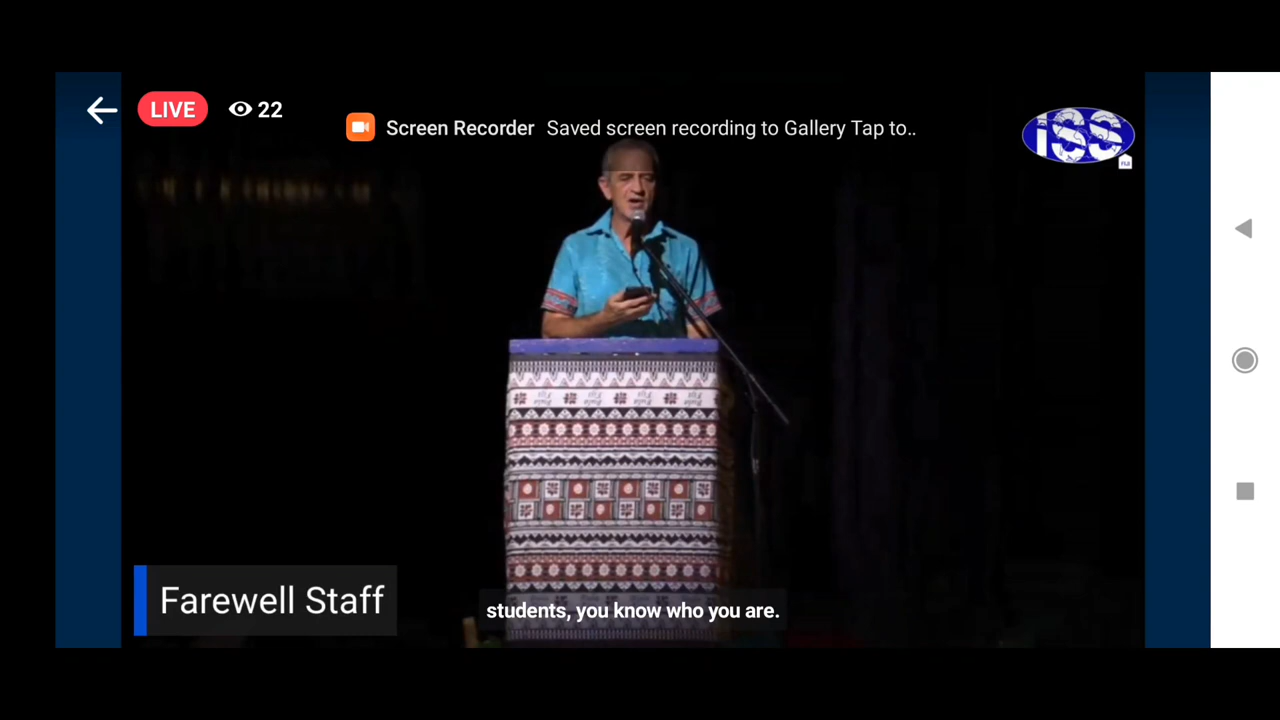 LIVE
22
Screen Recorder Saved screen recording to Gallery Tap to..
iSS
FIJI
Farewell Staff
students, you know who you are.